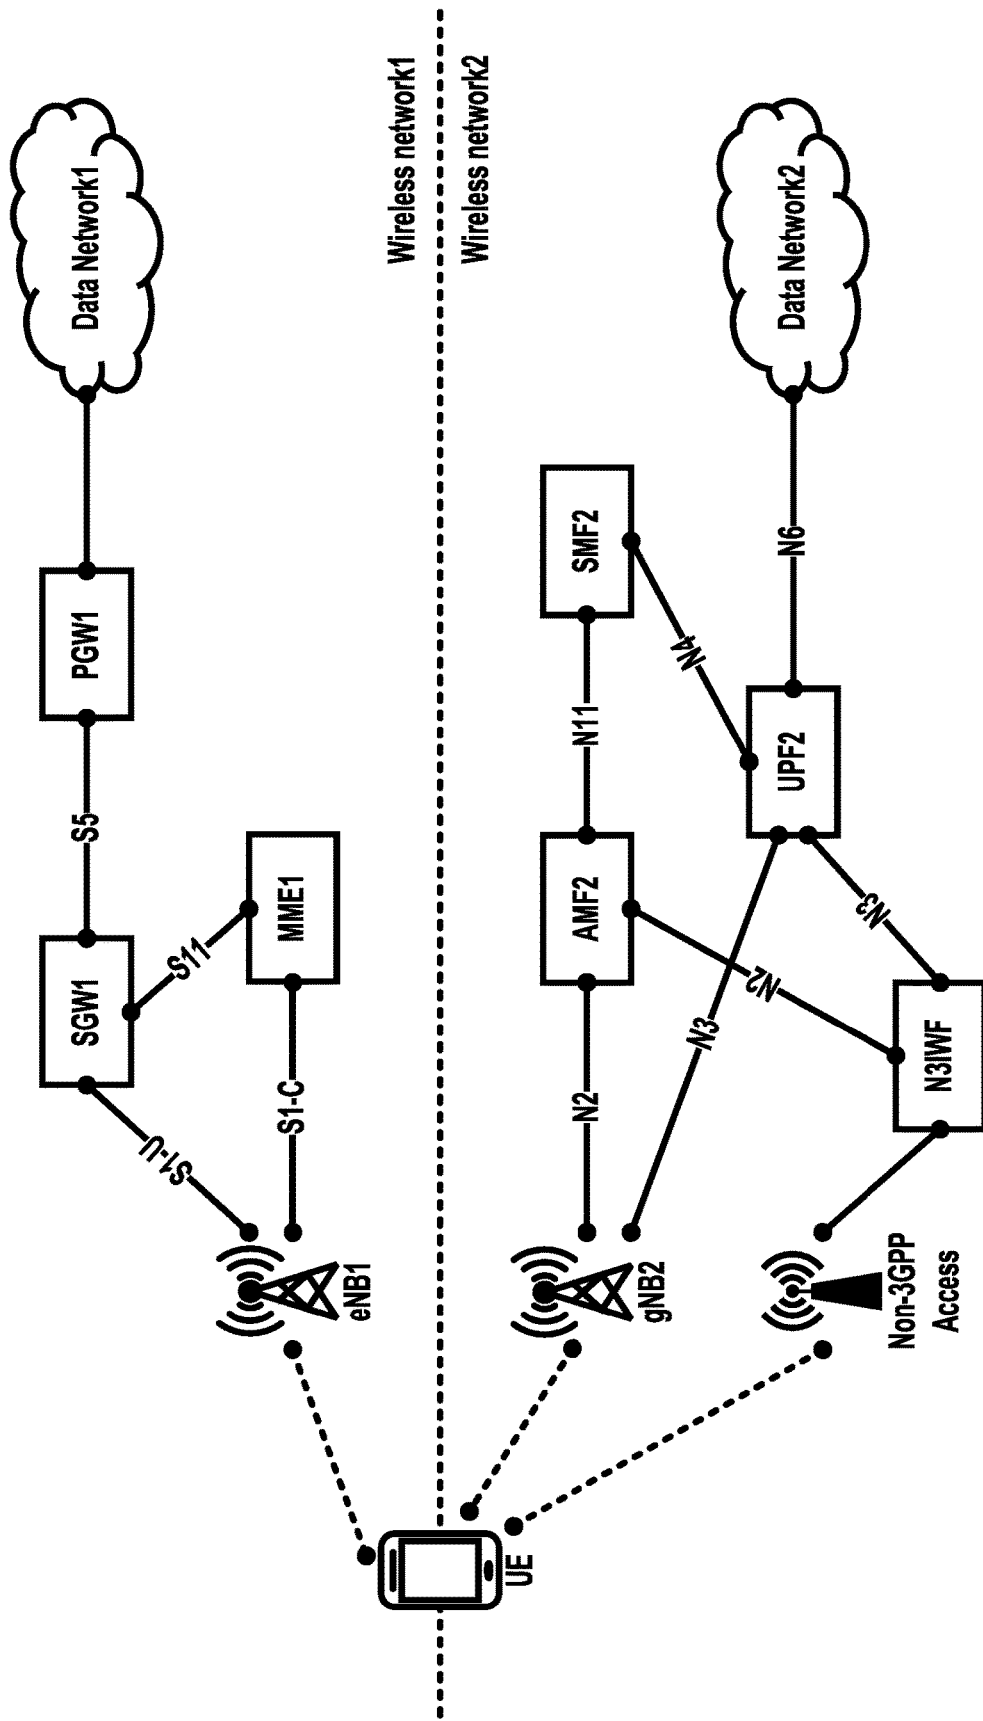 Data Network1
PGW1
S5
SGW1
S11
MME1
S1-U
S1-C
eNB1
Wireless network1
Wireless network2
UE
gNB2
N2
AMF2
N11
SMF2
N4
N3
N2
UPF2
N6
Data Network2
N3
N3IWF
Non-3GPP
Access